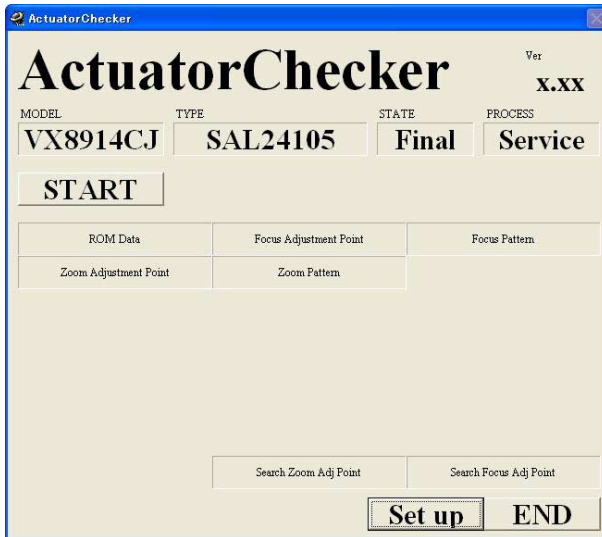 ActuatorChecker
ActuatorChecker
Ver
x.xx
MODEL TYPE STATE PROCESS
VX8914CJ SAL24105 Final Service
START
ROM Data Focus Adjustment Point Focus Pattern
Zoom Adjustment Point Zoom Pattern
Search Zoom Adj Point Search Focus Adj Point
Set up END